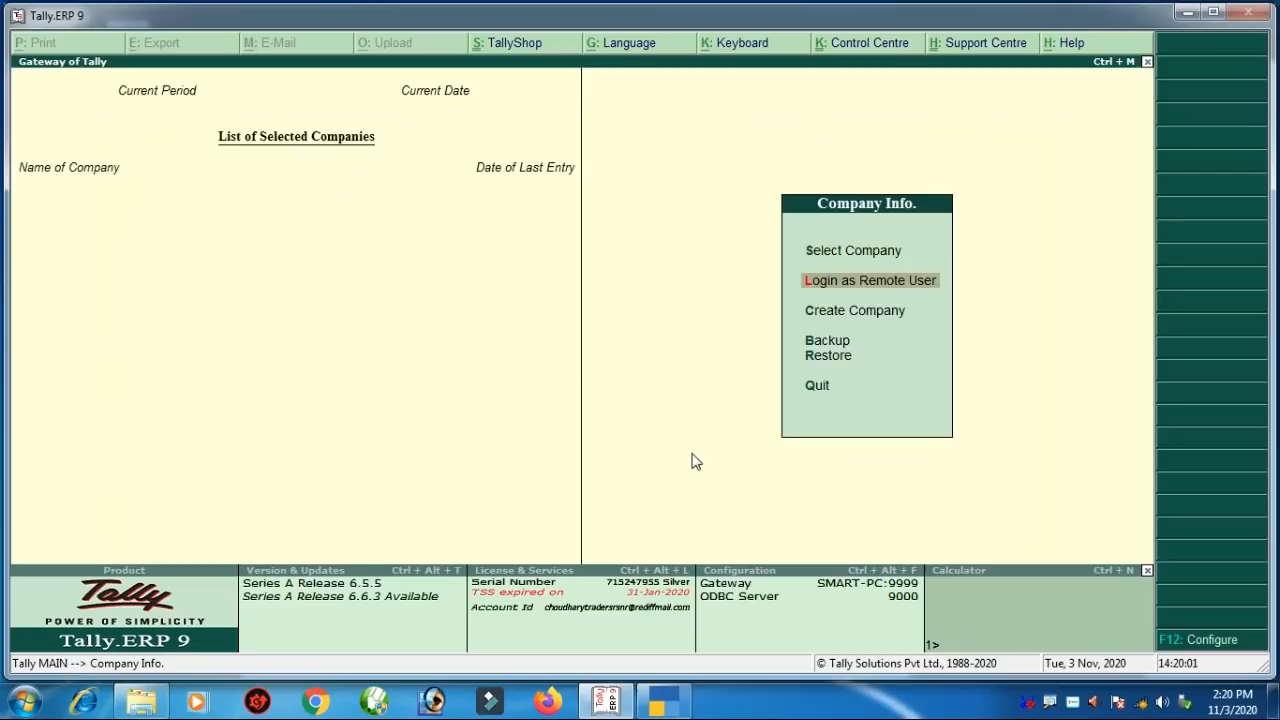 Tally.ERP 9
P: Print
E: Export
M: E-Mail
O: Upload
S: TallyShop
G: Language
K: Keyboard
K: Control Centre
H: Support Centre
H: Help
Gateway of Tally
Ctrl + M
Current Period
Current Date
List of Selected Companies
Name of Company
Date of Last Entry
Company Info.
Select Company
Login as Remote User
Create Company
Backup
Restore
Quit
Product
Tally
POWER OF SIMPLICITY
Tally.ERP 9
Version & Updates Ctrl + Alt + T
Series A Release 6.5.5
Series A Release 6.6.3 Available
License & Services Ctrl + Alt + L
Serial Number 715247955 Silver
TSS expired on 31-Jan-2020
Account Id choudharytradersrsnr@rediffmail.com
Configuration Ctrl + Alt + F
Gateway SMART-PC:9999
ODBC Server 9000
Calculator Ctrl + N
1>
F12: Configure
Tally MAIN --> Company Info.
© Tally Solutions Pvt Ltd., 1988-2020
Tue, 3 Nov, 2020
14:20:01
Tally
ERP 9
2:20 PM
11/3/2020